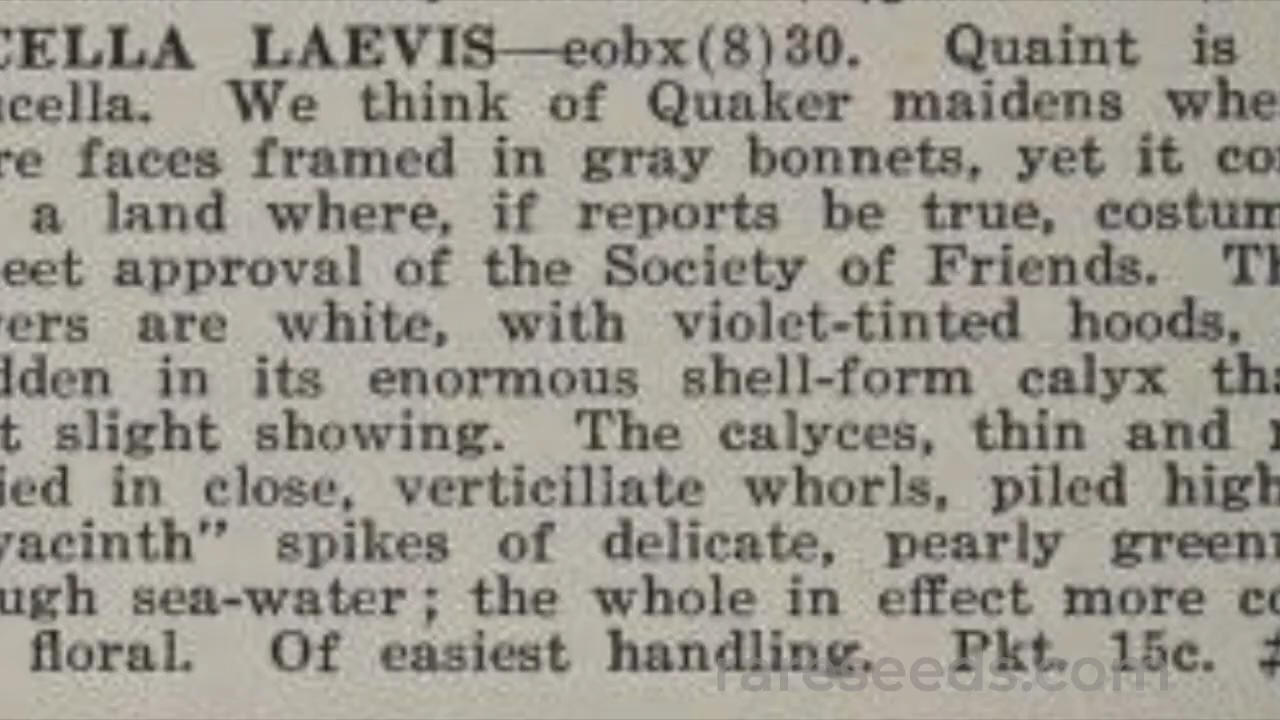 CELLA LAEVIS—eobx(8)30. Quaint is
cella. We think of Quaker maidens whe
re faces framed in gray bonnets, yet it co
a land where, if reports be true, costum
eet approval of the Society of Friends. Th
ers are white, with violet-tinted hoods,
dden in its enormous shell-form calyx tha
t slight showing. The calyces, thin and
ied in close, verticillate whorls, piled high
yacinth" spikes of delicate, pearly green
ugh sea-water; the whole in effect more co
floral. Of easiest handling. Pkt. 15c.
rareseeds.com